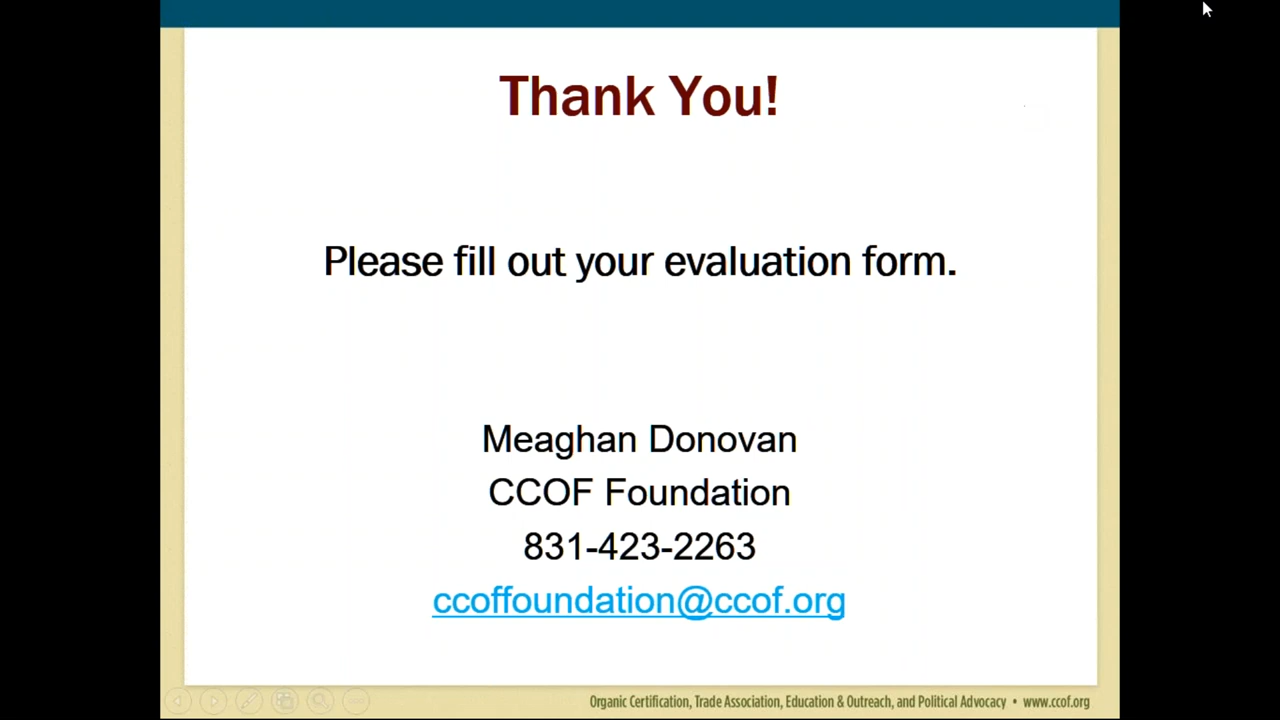 Thank You!
Please fill out your evaluation form.
Meaghan Donovan
CCOF Foundation
831-423-2263
ccoffoundation@ccof.org
Organic Certification, Trade Association, Education & Outreach, and Political Advocacy • www.ccof.org